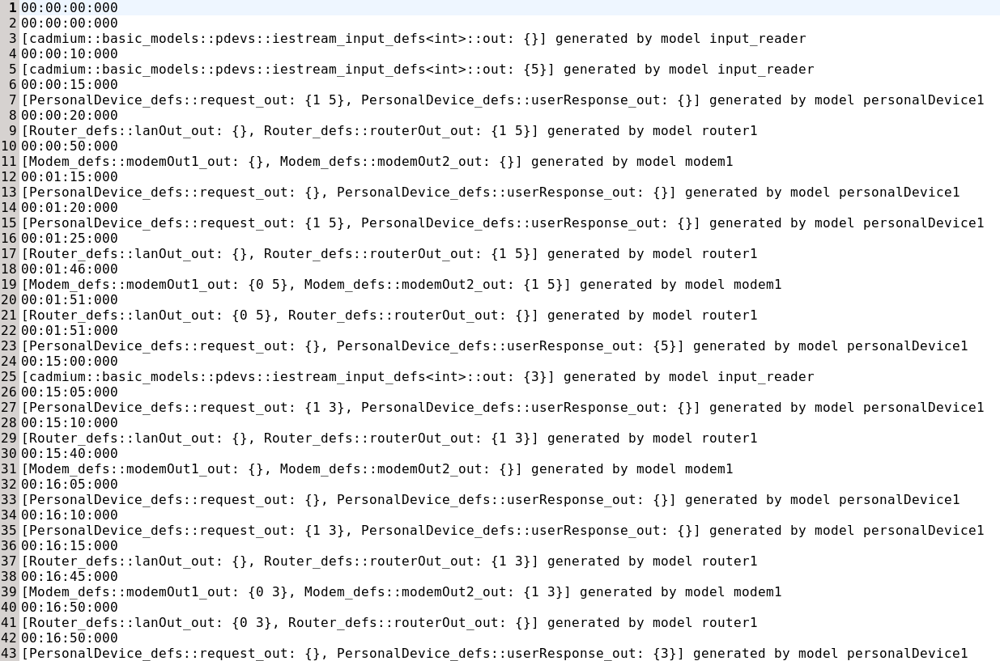 1 00:00:00:000
2 00:00:00:000
3 [cadmium::basic_models::pdevs::iestream_input_defs<int>::out: {}] generated by model input_reader
4 00:00:10:000
5 [cadmium::basic_models::pdevs::iestream_input_defs<int>::out: {5}] generated by model input_reader
6 00:00:15:000
7 [PersonalDevice_defs::request_out: {1 5}, PersonalDevice_defs::userResponse_out: {}] generated by model personalDevice1
8 00:00:20:000
9 [Router_defs::lanOut_out: {}, Router_defs::routerOut_out: {1 5}] generated by model router1
10 00:00:50:000
11 [Modem_defs::modemOut1_out: {}, Modem_defs::modemOut2_out: {}] generated by model modem1
12 00:01:15:000
13 [PersonalDevice_defs::request_out: {}, PersonalDevice_defs::userResponse_out: {}] generated by model personalDevice1
14 00:01:20:000
15 [PersonalDevice_defs::request_out: {1 5}, PersonalDevice_defs::userResponse_out: {}] generated by model personalDevice1
16 00:01:25:000
17 [Router_defs::lanOut_out: {}, Router_defs::routerOut_out: {1 5}] generated by model router1
18 00:01:46:000
19 [Modem_defs::modemOut1_out: {0 5}, Modem_defs::modemOut2_out: {1 5}] generated by model modem1
20 00:01:51:000
21 [Router_defs::lanOut_out: {0 5}, Router_defs::routerOut_out: {}] generated by model router1
22 00:01:51:000
23 [PersonalDevice_defs::request_out: {}, PersonalDevice_defs::userResponse_out: {5}] generated by model personalDevice1
24 00:15:00:000
25 [cadmium::basic_models::pdevs::iestream_input_defs<int>::out: {3}] generated by model input_reader
26 00:15:05:000
27 [PersonalDevice_defs::request_out: {1 3}, PersonalDevice_defs::userResponse_out: {}] generated by model personalDevice1
28 00:15:10:000
29 [Router_defs::lanOut_out: {}, Router_defs::routerOut_out: {1 3}] generated by model router1
30 00:15:40:000
31 [Modem_defs::modemOut1_out: {}, Modem_defs::modemOut2_out: {}] generated by model modem1
32 00:16:05:000
33 [PersonalDevice_defs::request_out: {}, PersonalDevice_defs::userResponse_out: {}] generated by model personalDevice1
34 00:16:10:000
35 [PersonalDevice_defs::request_out: {1 3}, PersonalDevice_defs::userResponse_out: {}] generated by model personalDevice1
36 00:16:15:000
37 [Router_defs::lanOut_out: {}, Router_defs::routerOut_out: {1 3}] generated by model router1
38 00:16:45:000
39 [Modem_defs::modemOut1_out: {0 3}, Modem_defs::modemOut2_out: {1 3}] generated by model modem1
40 00:16:50:000
41 [Router_defs::lanOut_out: {0 3}, Router_defs::routerOut_out: {}] generated by model router1
42 00:16:50:000
43 [PersonalDevice_defs::request_out: {}, PersonalDevice_defs::userResponse_out: {3}] generated by model personalDevice1